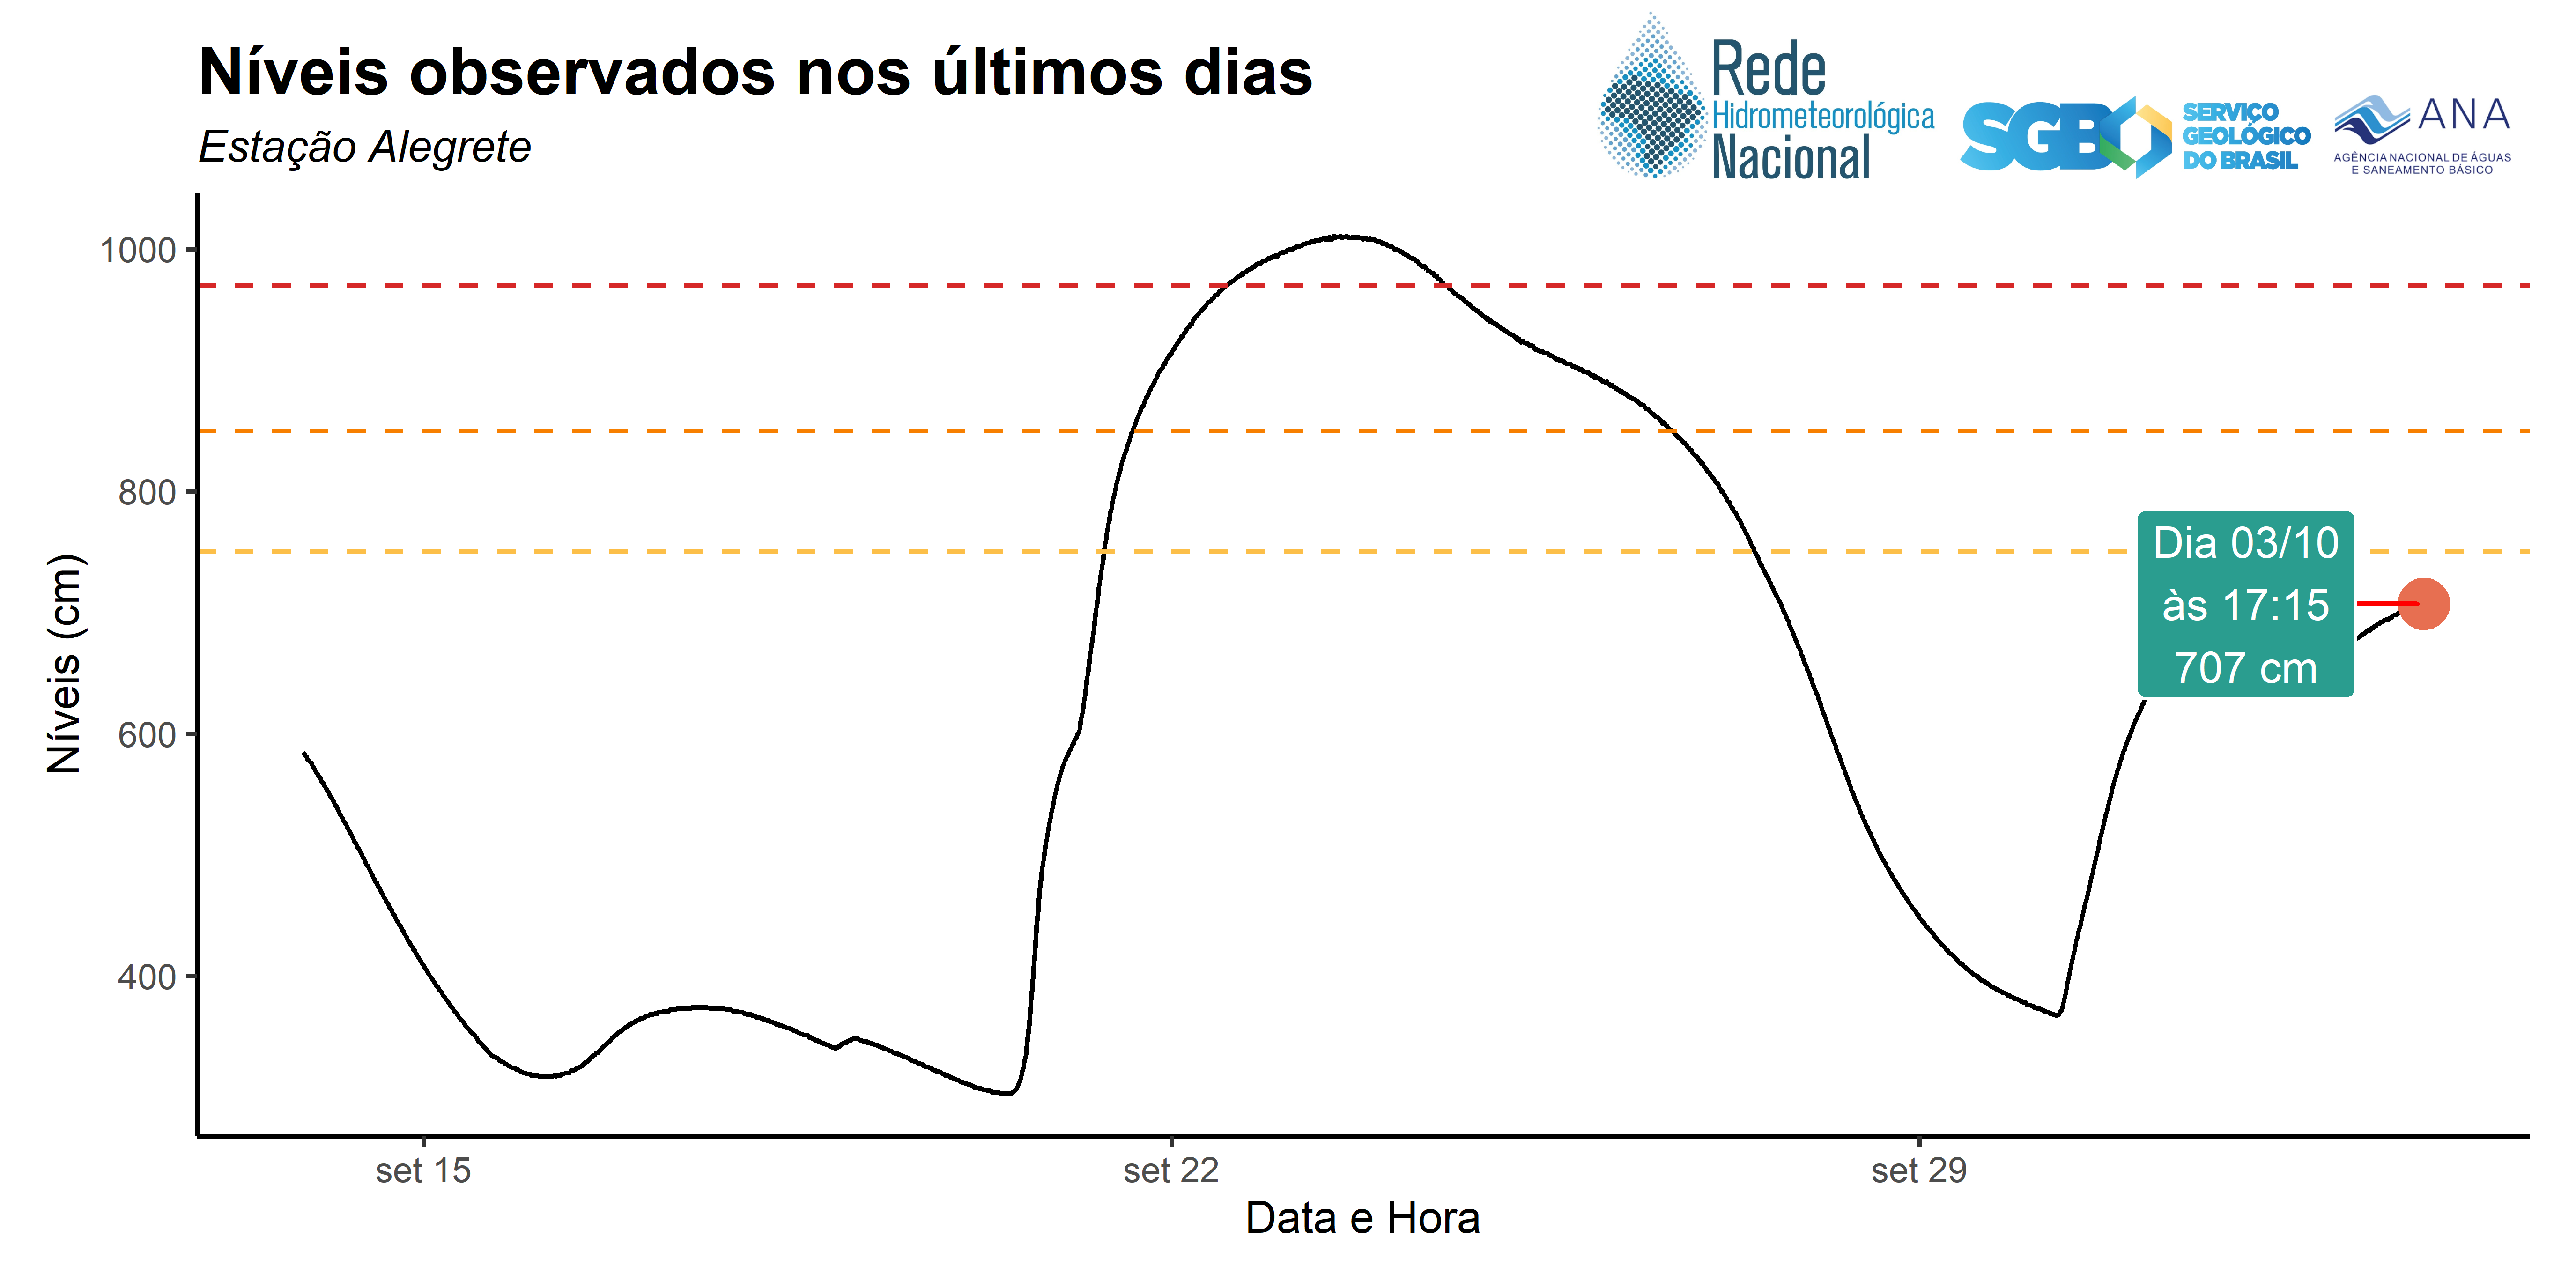 Níveis observados nos últimos dias
Estação Alegrete
Rede
Hidrometeorológica
Nacional
SGB
SERVIÇO
GEOLÓGICO
DO BRASIL
ANA
AGÊNCIA NACIONAL DE ÁGUAS
E SANEAMENTO BÁSICO
Níveis (cm)
1000
800
600
400
Dia 03/10
às 17:15
707 cm
set 15
set 22
set 29
Data e Hora